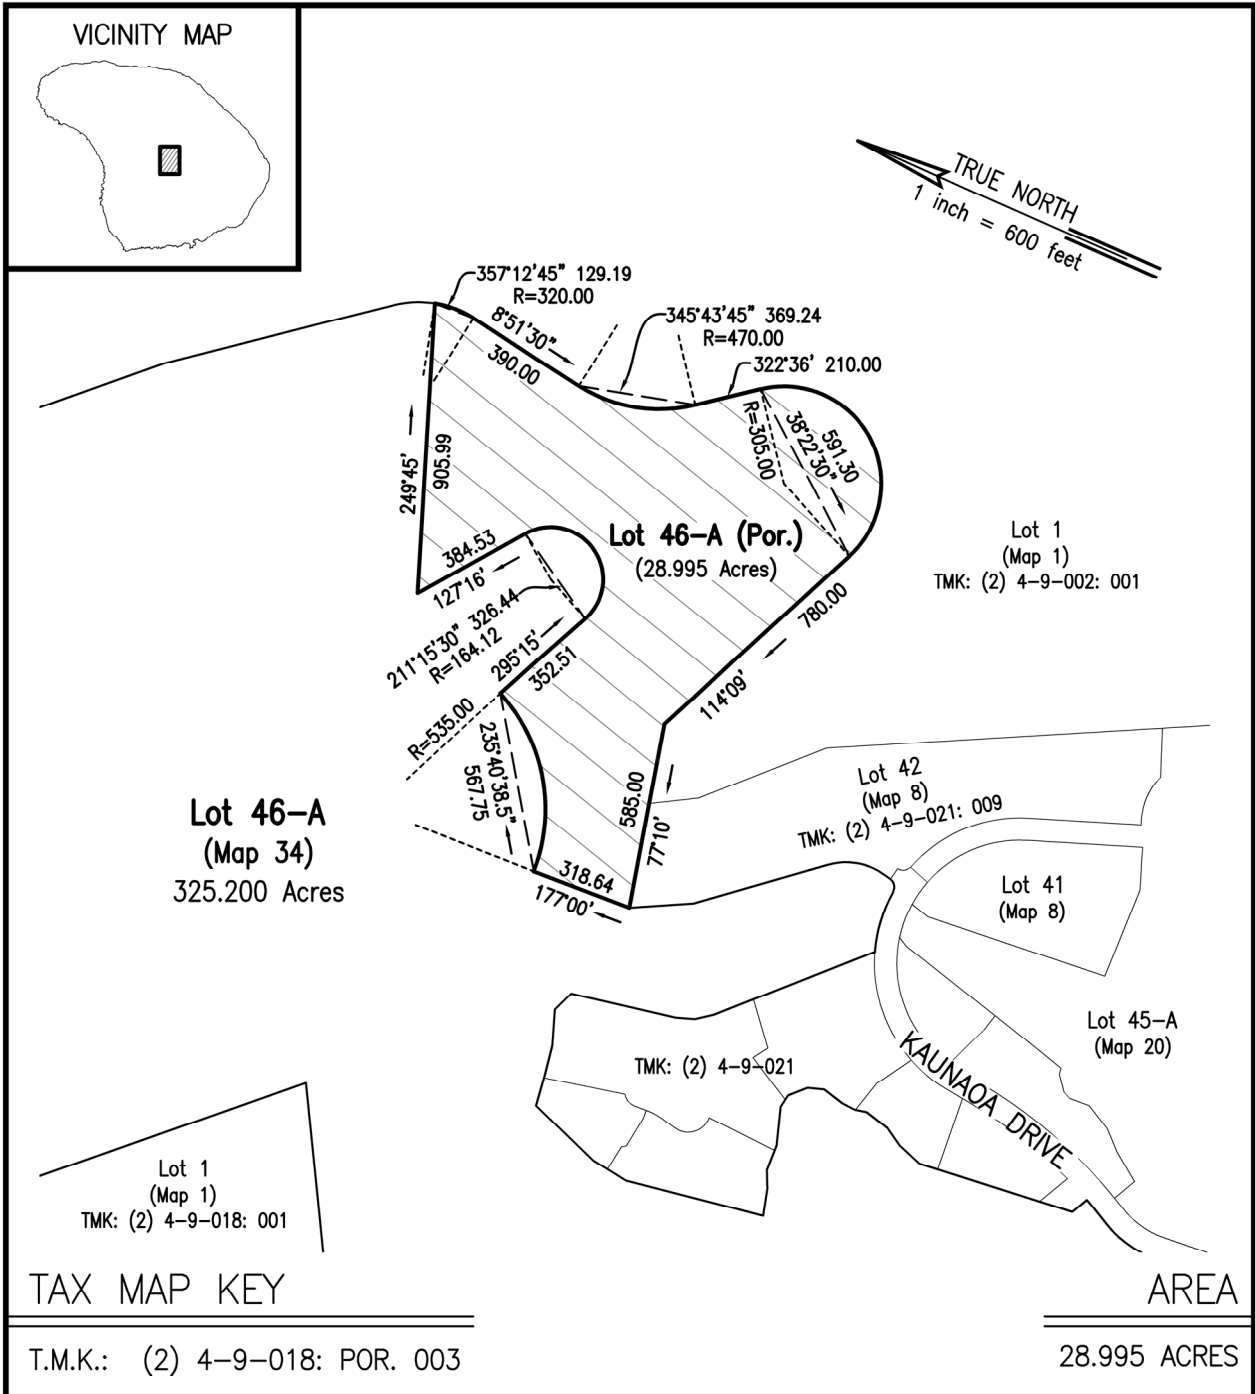 VICINITY MAP
TRUE NORTH
1 inch = 600 feet
357°12'45" 129.19
R=320.00
8°51'30"
390.00
345°43'45" 369.24
R=470.00
322°36' 210.00
591.30
38°22'30"
R=305.00
249°45'
905.99
384.53
127°16'
Lot 46-A (Por.)
(28.995 Acres)
Lot 1
(Map 1)
TMK: (2) 4-9-002: 001
211°15'30" 326.44
R=164.12
295°15'
352.51
780.00
114°09'
R=535.00
235°40'38.5"
567.75
585.00
77°10'
318.64
177°00'
Lot 42
(Map 8)
TMK: (2) 4-9-021: 009
Lot 46-A
(Map 34)
325.200 Acres
Lot 41
(Map 8)
Lot 45-A
(Map 20)
TMK: (2) 4-9-021
KAUNAOA DRIVE
Lot 1
(Map 1)
TMK: (2) 4-9-018: 001
TAX MAP KEY
AREA
T.M.K.: (2) 4-9-018: POR. 003
28.995 ACRES